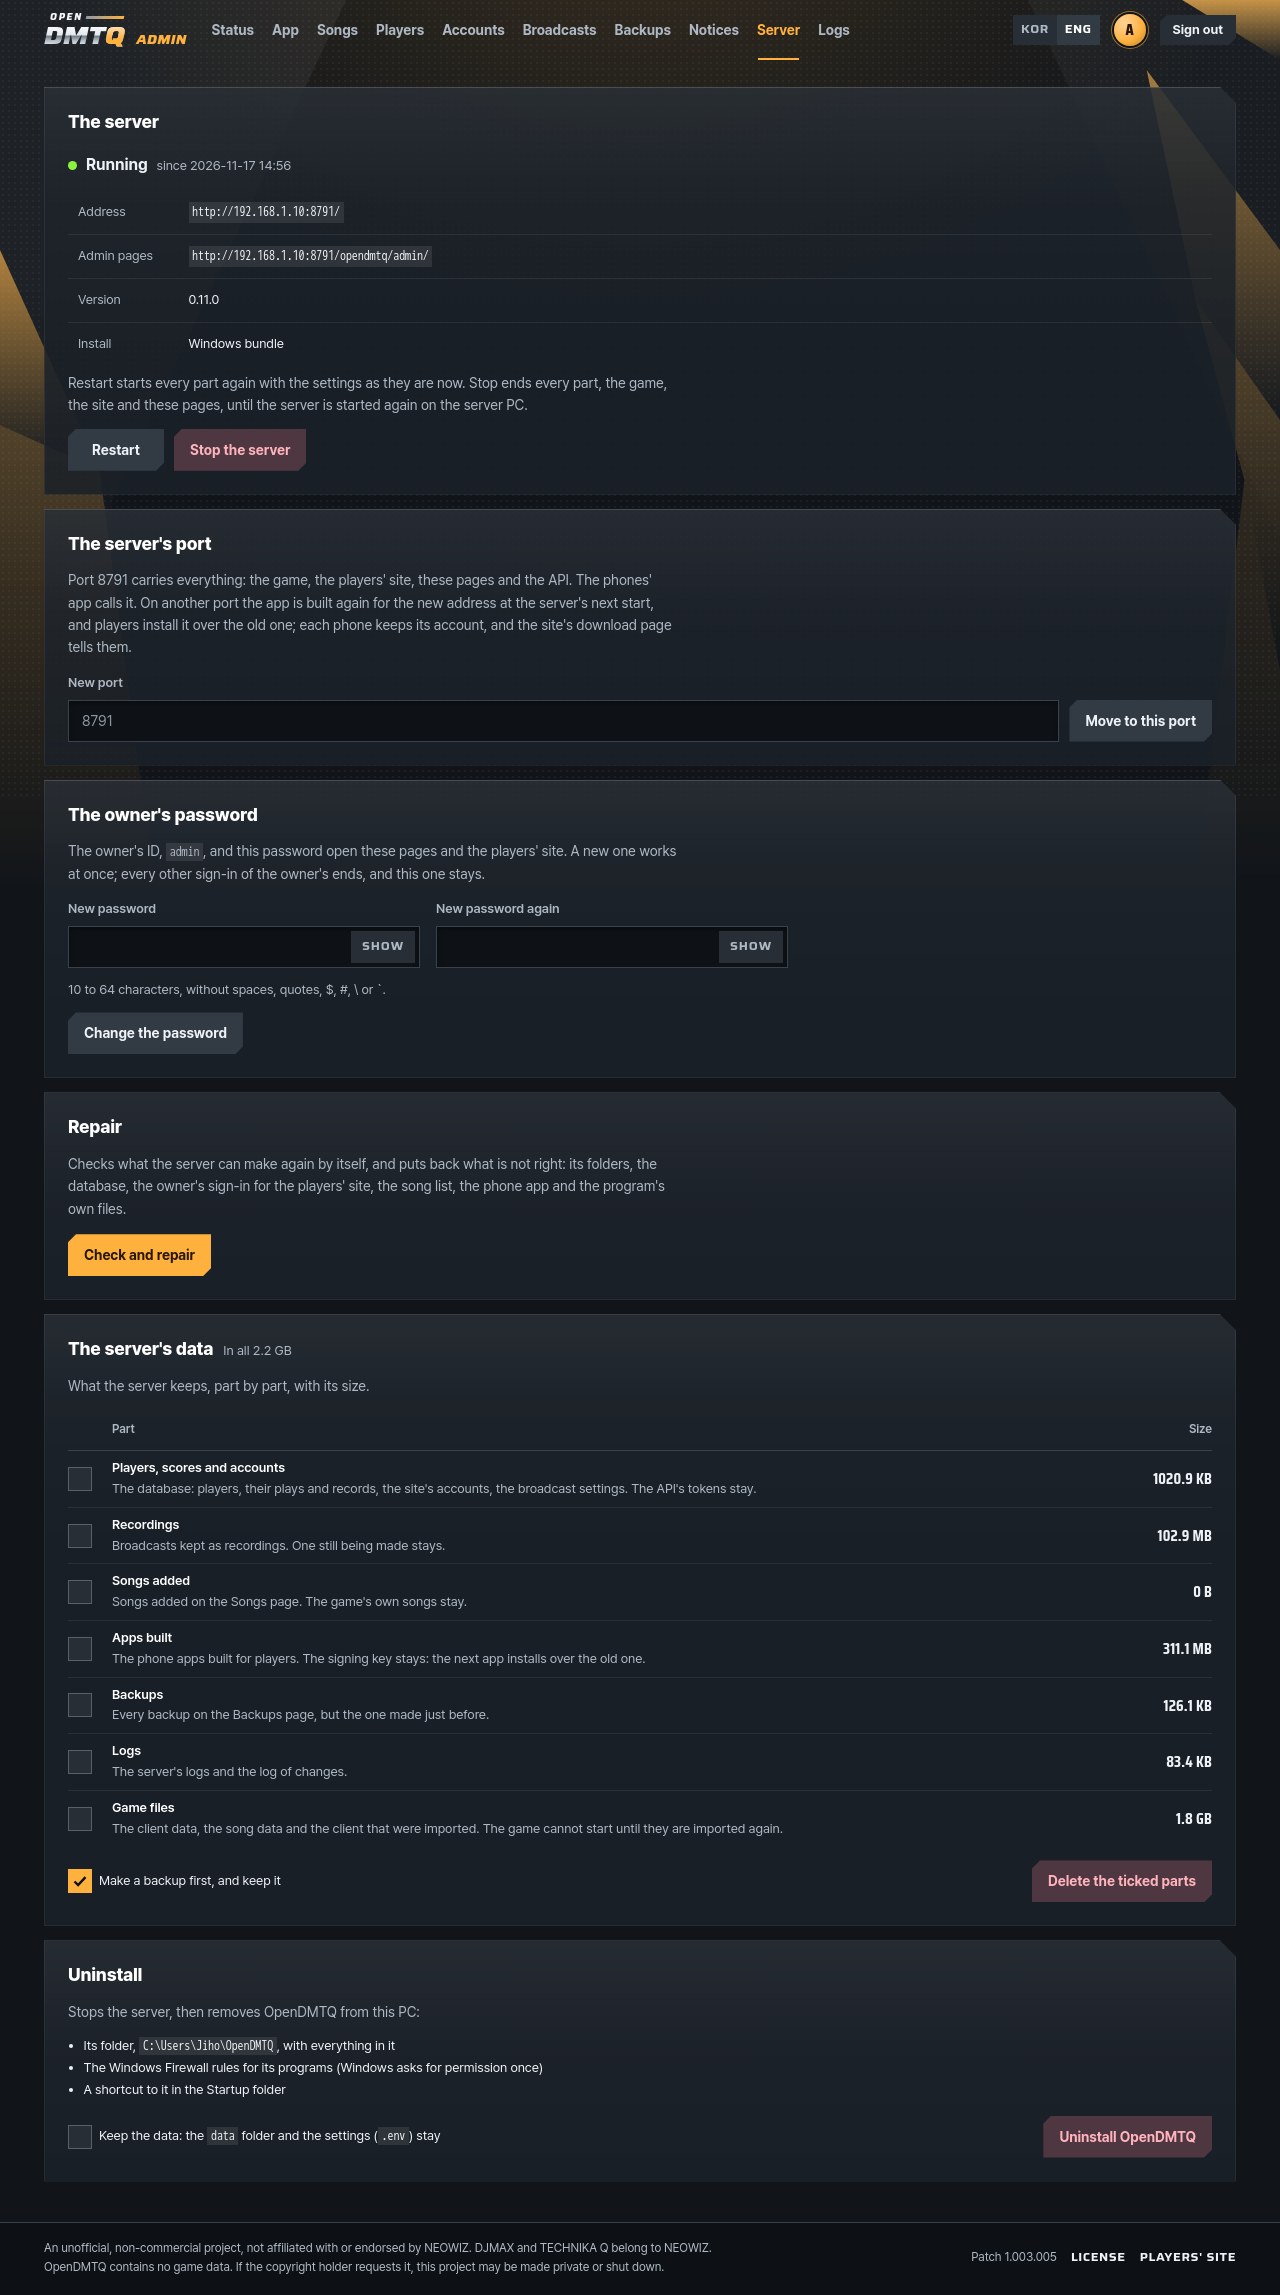 OPEN
DMTQ ADMIN
Status App Songs Players Accounts Broadcasts Backups Notices Server Logs
KOR ENG A Sign out
The server
Running since 2026-11-17 14:56
Address http://192.168.1.10:8791/
Admin pages http://192.168.1.10:8791/opendmtq/admin/
Version 0.11.0
Install Windows bundle
Restart starts every part again with the settings as they are now. Stop ends every part, the game,
the site and these pages, until the server is started again on the server PC.
Restart Stop the server
The server's port
Port 8791 carries everything: the game, the players' site, these pages and the API. The phones'
app calls it. On another port the app is built again for the new address at the server's next start,
and players install it over the old one; each phone keeps its account, and the site's download page
tells them.
New port
8791 Move to this port
The owner's password
The owner's ID, admin, and this password open these pages and the players' site. A new one works
at once; every other sign-in of the owner's ends, and this one stays.
New password New password again
SHOW SHOW
10 to 64 characters, without spaces, quotes, $, #, \ or `.
Change the password
Repair
Checks what the server can make again by itself, and puts back what is not right: its folders, the
database, the owner's sign-in for the players' site, the song list, the phone app and the program's
own files.
Check and repair
The server's data In all 2.2 GB
What the server keeps, part by part, with its size.
Part Size
Players, scores and accounts
The database: players, their plays and records, the site's accounts, the broadcast settings. The API's tokens stay.
1020.9 KB
Recordings
Broadcasts kept as recordings. One still being made stays.
102.9 MB
Songs added
Songs added on the Songs page. The game's own songs stay.
0 B
Apps built
The phone apps built for players. The signing key stays: the next app installs over the old one.
311.1 MB
Backups
Every backup on the Backups page, but the one made just before.
126.1 KB
Logs
The server's logs and the log of changes.
83.4 KB
Game files
The client data, the song data and the client that were imported. The game cannot start until they are imported again.
1.8 GB
Make a backup first, and keep it Delete the ticked parts
Uninstall
Stops the server, then removes OpenDMTQ from this PC:
• Its folder, C:\Users\Jiho\OpenDMTQ, with everything in it
• The Windows Firewall rules for its programs (Windows asks for permission once)
• A shortcut to it in the Startup folder
Keep the data: the data folder and the settings (.env) stay Uninstall OpenDMTQ
An unofficial, non-commercial project, not affiliated with or endorsed by NEOWIZ. DJMAX and TECHNIKA Q belong to NEOWIZ.
OpenDMTQ contains no game data. If the copyright holder requests it, this project may be made private or shut down.
Patch 1.003.005 LICENSE PLAYERS' SITE